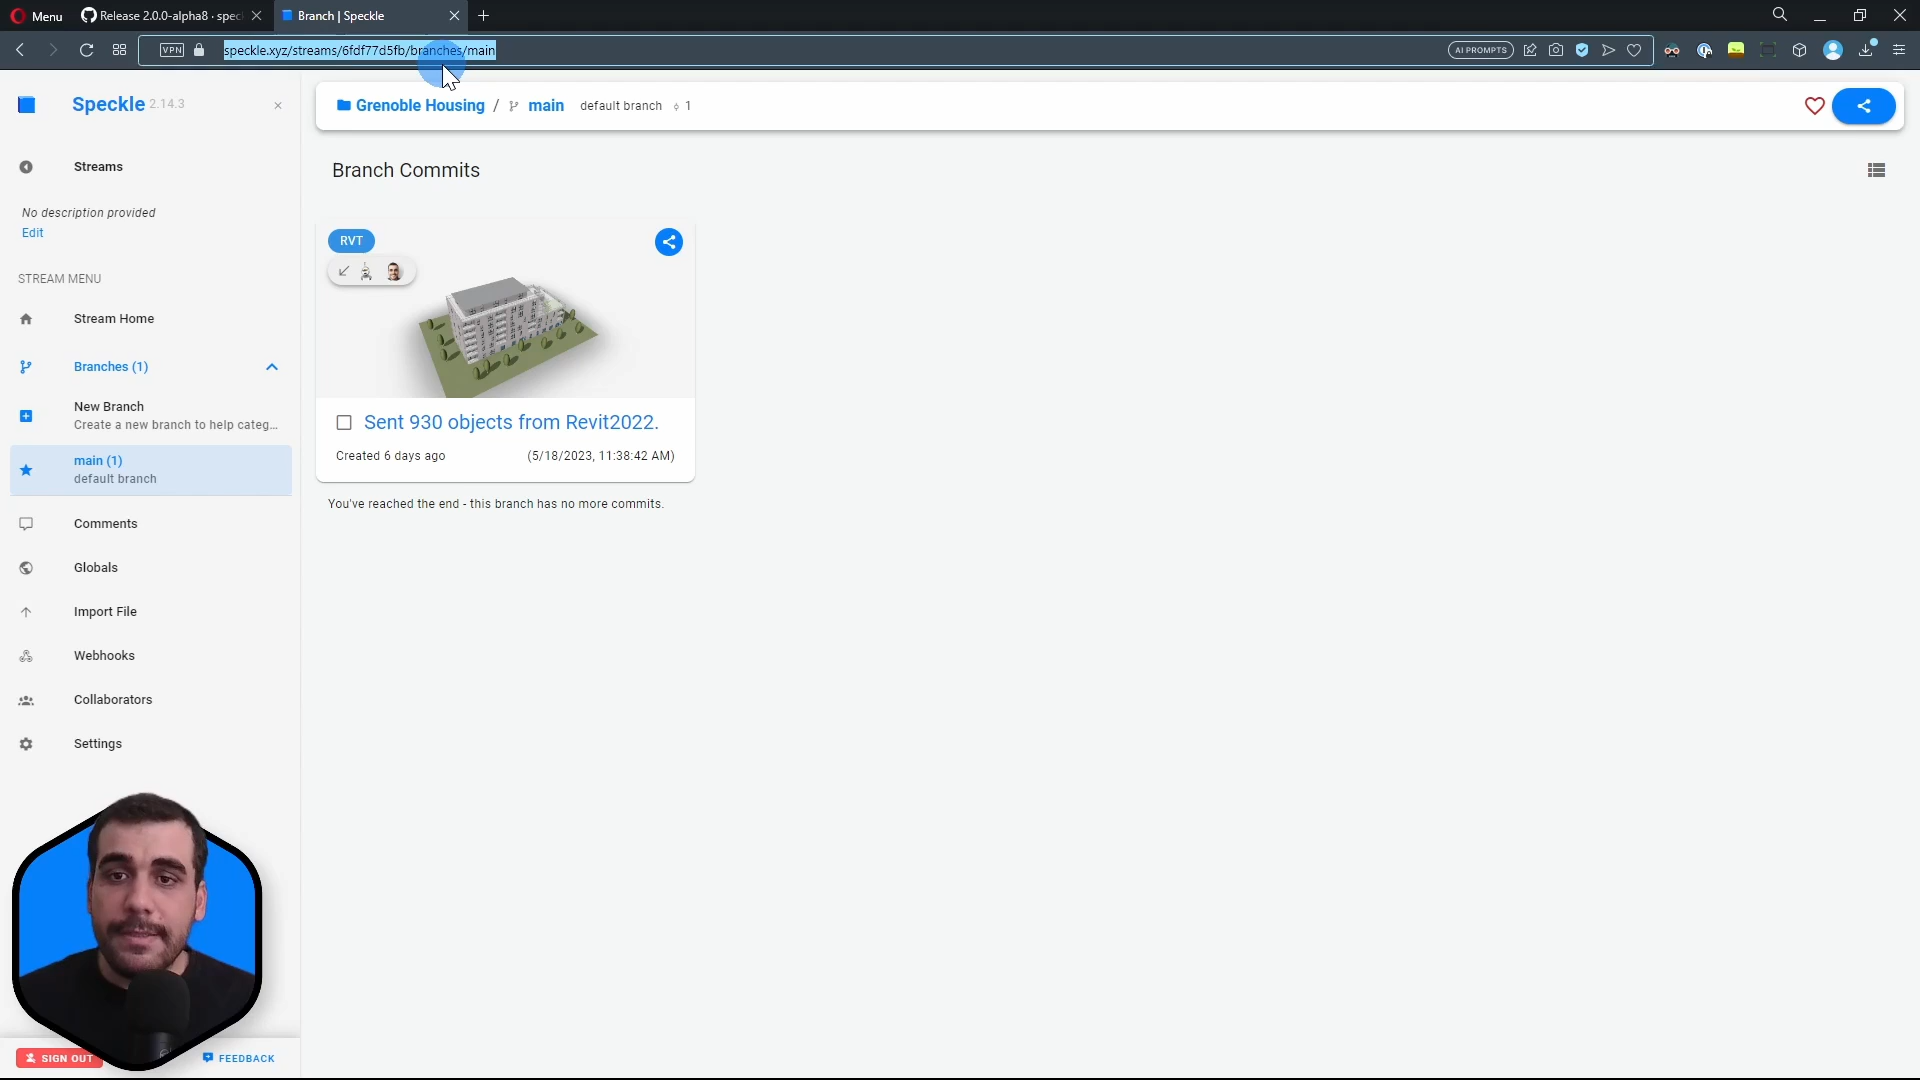 Menu
Release 2.0.0-alpha8 · spec
Branch | Speckle
VPN
speckle.xyz/streams/6fdf77d5fb/branches/main
AI PROMPTS
Speckle 2.14.3
Grenoble Housing / main default branch 1
Streams
Branch Commits
No description provided
Edit
STREAM MENU
Stream Home
Branches (1)
New Branch
Create a new branch to help categ...
main (1)
default branch
Comments
Globals
Import File
Webhooks
Collaborators
Settings
SIGN OUT
FEEDBACK
RVT
Sent 930 objects from Revit2022.
Created 6 days ago
(5/18/2023, 11:38:42 AM)
You've reached the end - this branch has no more commits.